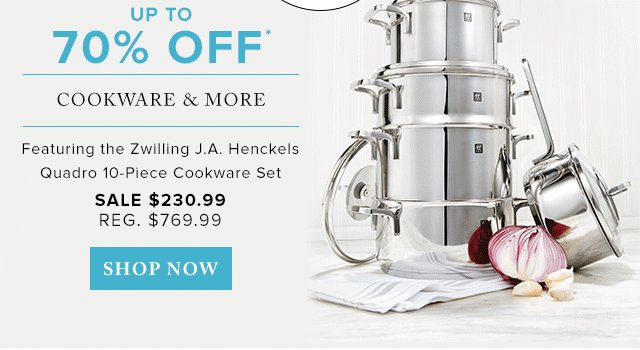 UP TO
70% OFF*
COOKWARE & MORE
Featuring the Zwilling J.A. Henckels
Quadro 10-Piece Cookware Set
SALE $230.99
REG. $769.99
SHOP NOW